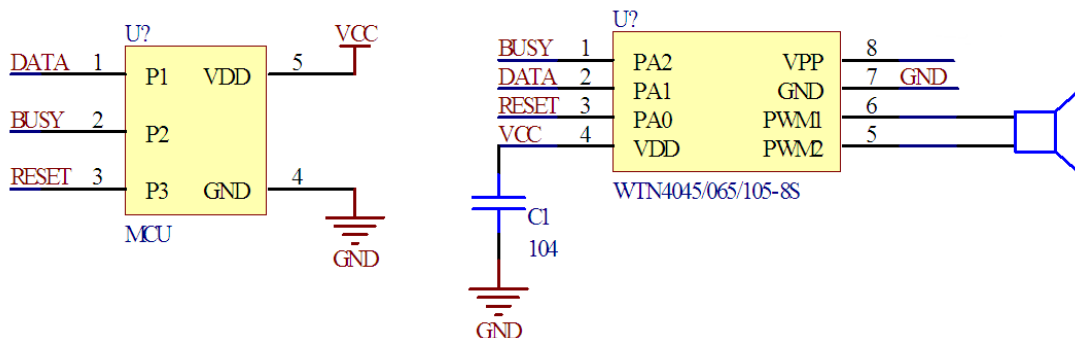 U?
VCC
DATA 1 P1 VDD 5
BUSY 2 P2
RESET 3 P3 GND 4
MCU
GND
U?
BUSY 1 PA2 VPP 8
DATA 2 PA1 GND 7 GND
RESET 3 PA0 PWM1 6
VCC 4 VDD PWM2 5
WTN4045/065/105-8S
C1
104
GND